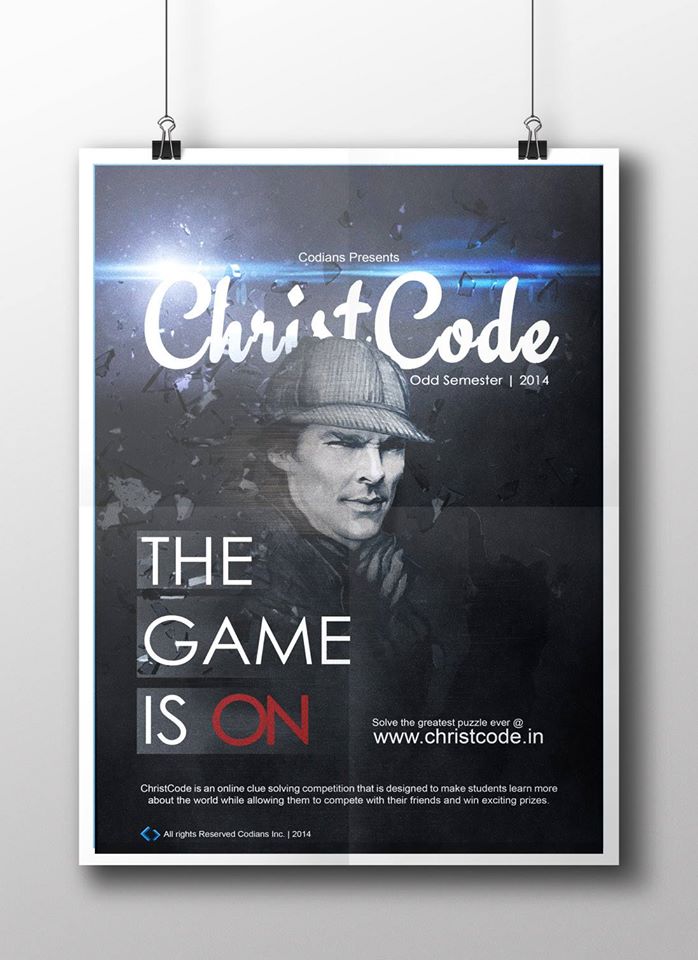 Codians Presents
ChristCode
Odd Semester | 2014
THE
GAME
IS ON
Solve the greatest puzzle ever @
www.christcode.in
ChristCode is an online clue solving competition that is designed to make students learn more
about the world while allowing them to compete with their friends and win exciting prizes.
All rights Reserved Codians Inc. | 2014